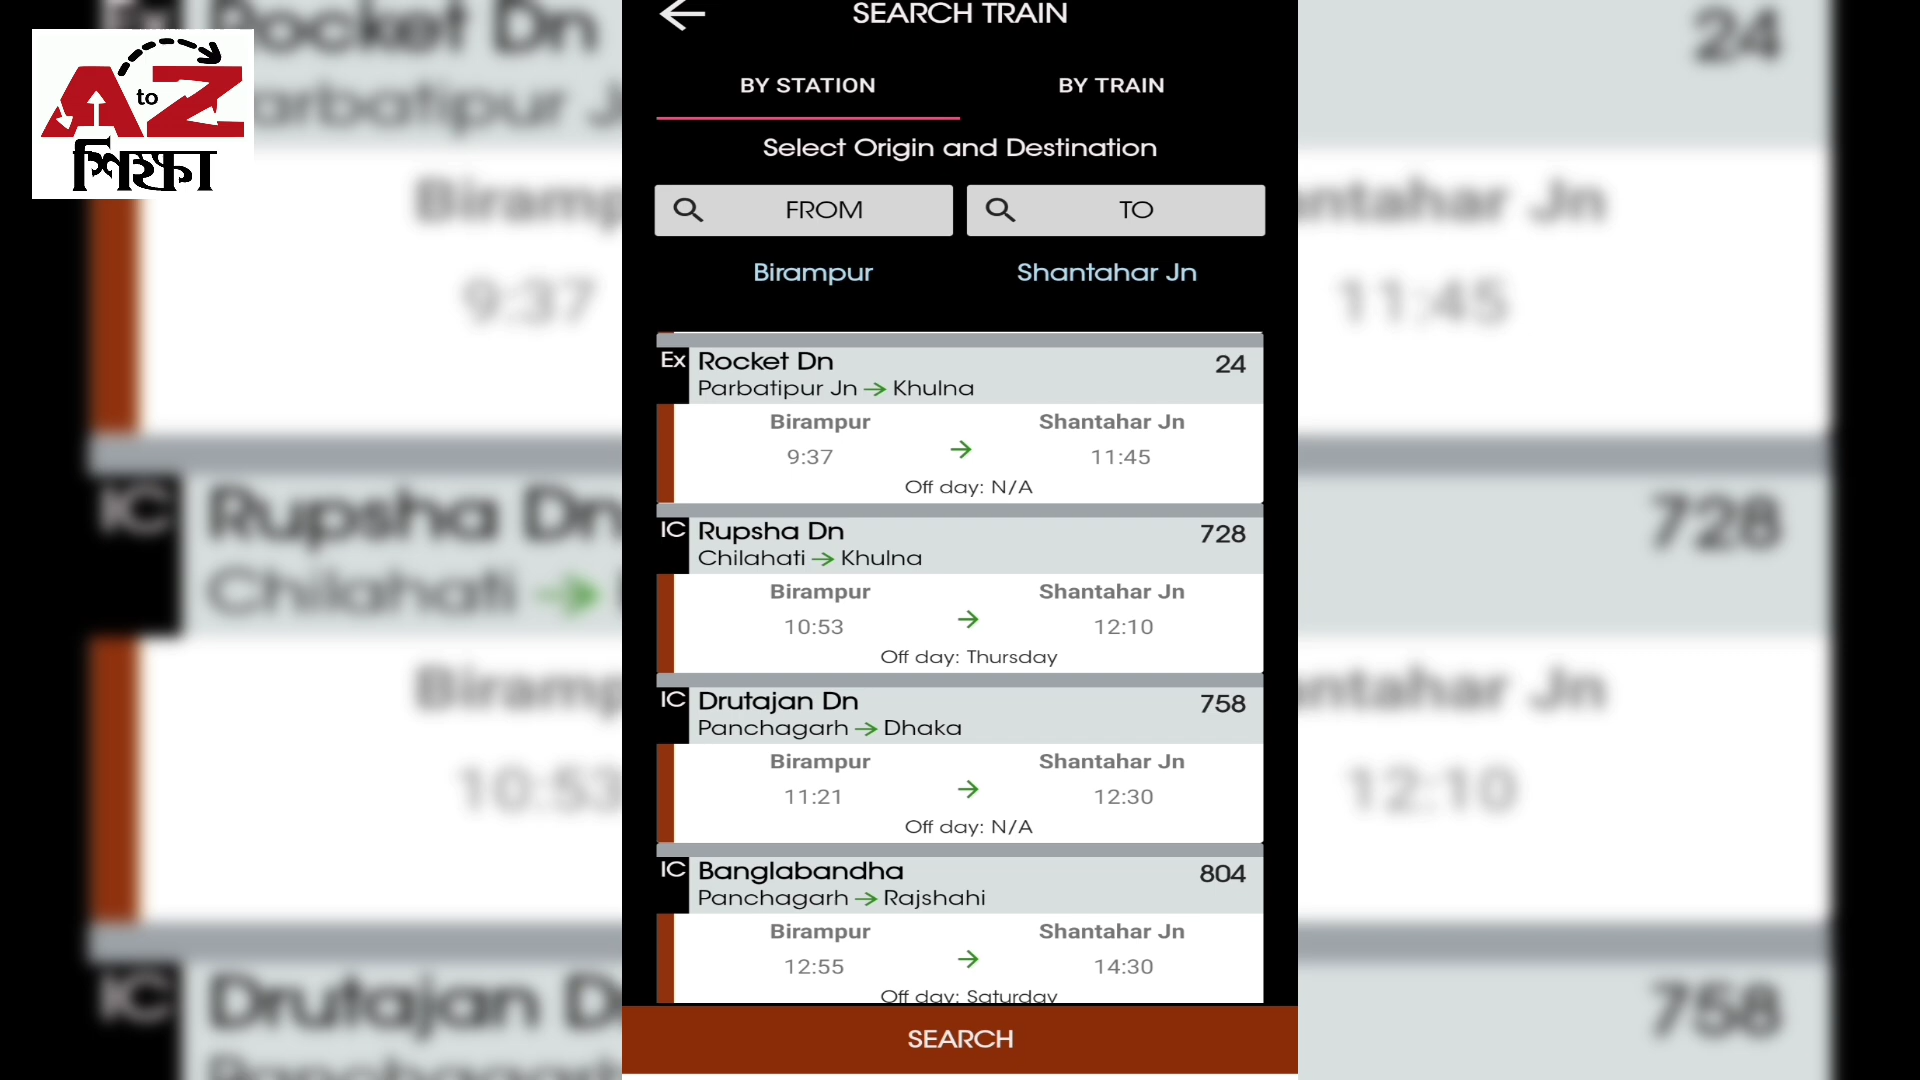 A to Z
শিক্ষা
SEARCH TRAIN
BY STATION BY TRAIN
Select Origin and Destination
FROM TO
Birampur Shantahar Jn
Ex Rocket Dn 24
Parbatipur Jn → Khulna
Birampur Shantahar Jn
9:37 → 11:45
Off day: N/A
IC Rupsha Dn 728
Chilahati → Khulna
Birampur Shantahar Jn
10:53 → 12:10
Off day: Thursday
IC Drutajan Dn 758
Panchagarh → Dhaka
Birampur Shantahar Jn
11:21 → 12:30
Off day: N/A
IC Banglabandha 804
Panchagarh → Rajshahi
Birampur Shantahar Jn
12:55 → 14:30
Off day: Saturday
SEARCH